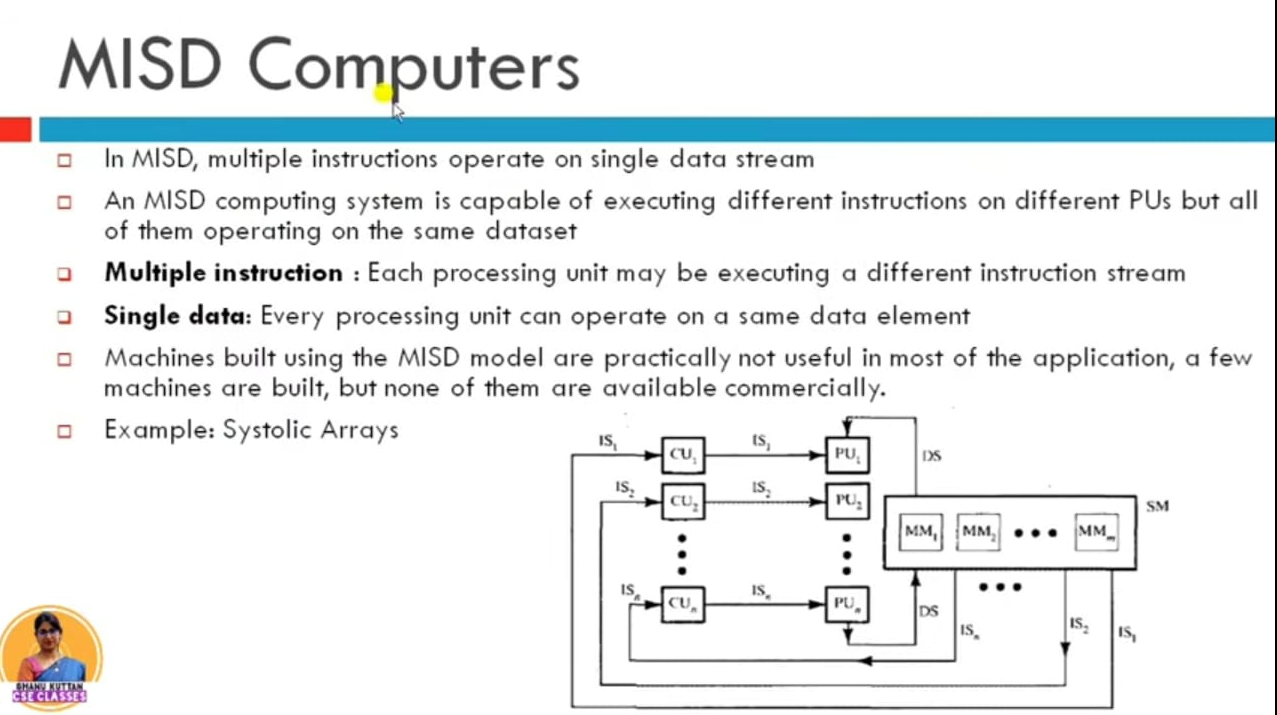 MISD Computers
In MISD, multiple instructions operate on single data stream
An MISD computing system is capable of executing different instructions on different PUs but all
of them operating on the same dataset
Multiple instruction : Each processing unit may be executing a different instruction stream
Single data: Every processing unit can operate on a same data element
Machines built using the MISD model are practically not useful in most of the application, a few
machines are built, but none of them are available commercially.
Example: Systolic Arrays
IS₁ CU₁ IS₁ PU₁ DS
IS₂ CU₂ IS₂ PU₂
SM
MM₁ MM₂ ••• MMₘ
•••
ISₙ CUₙ ISₙ PUₙ DS ISₙ IS₂ IS₁
BHANU KUTTAN
CSE CLASSES